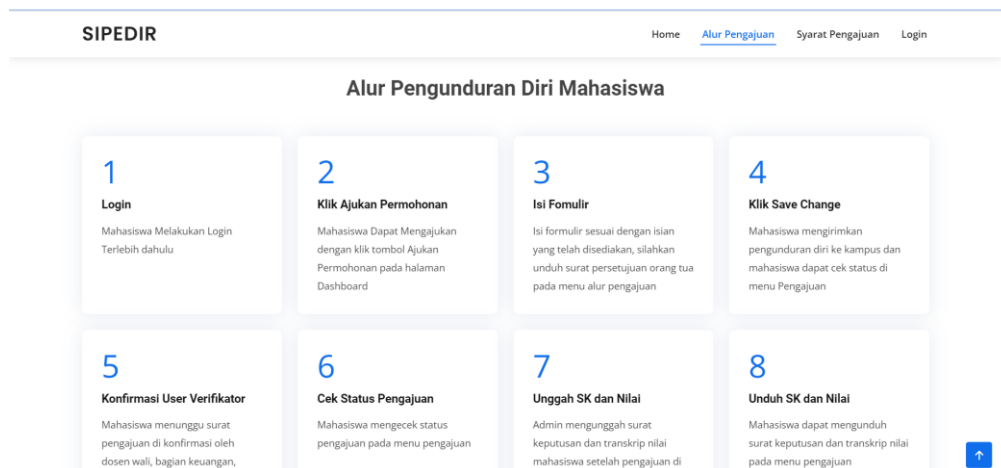 SIPEDIR
Home Alur Pengajuan Syarat Pengajuan Login
Alur Pengunduran Diri Mahasiswa
1
Login
Mahasiswa Melakukan Login
Terlebih dahulu
2
Klik Ajukan Permohonan
Mahasiswa Dapat Mengajukan
dengan klik tombol Ajukan
Permohonan pada halaman
Dashboard
3
Isi Fomulir
Isi formulir sesuai dengan isian
yang telah disediakan, silahkan
unduh surat persetujuan orang tua
pada menu alur pengajuan
4
Klik Save Change
Mahasiswa mengirimkan
pengunduran diri ke kampus dan
mahasiswa dapat cek status di
menu Pengajuan
5
Konfirmasi User Verifikator
Mahasiswa menunggu surat
pengajuan di konfirmasi oleh
dosen wali, bagian keuangan,
6
Cek Status Pengajuan
Mahasiswa mengecek status
pengajuan pada menu pengajuan
7
Unggah SK dan Nilai
Admin mengunggah surat
keputusan dan transkrip nilai
mahasiswa setelah pengajuan di
8
Unduh SK dan Nilai
Mahasiswa dapat mengunduh
surat keputusan dan transkrip nilai
pada menu pengajuan